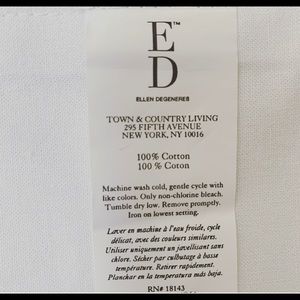 E™
D
ELLEN DEGENERES
TOWN & COUNTRY LIVING
295 FIFTH AVENUE
NEW YORK, NY 10016
100% Cotton
100% Coton
Machine wash cold, gentle cycle with
like colors. Only non-chlorine bleach.
Tumble dry low. Remove promptly.
Iron on lowest setting.
Laver en machine à l'eau froide, cycle
délicat, avec des couleurs similaires.
Utiliser uniquement un javellisant sans
chlore. Sécher par culbutage à basse
température. Retirer rapidement.
Planchar en la temperatura más baja.
RN# 18143